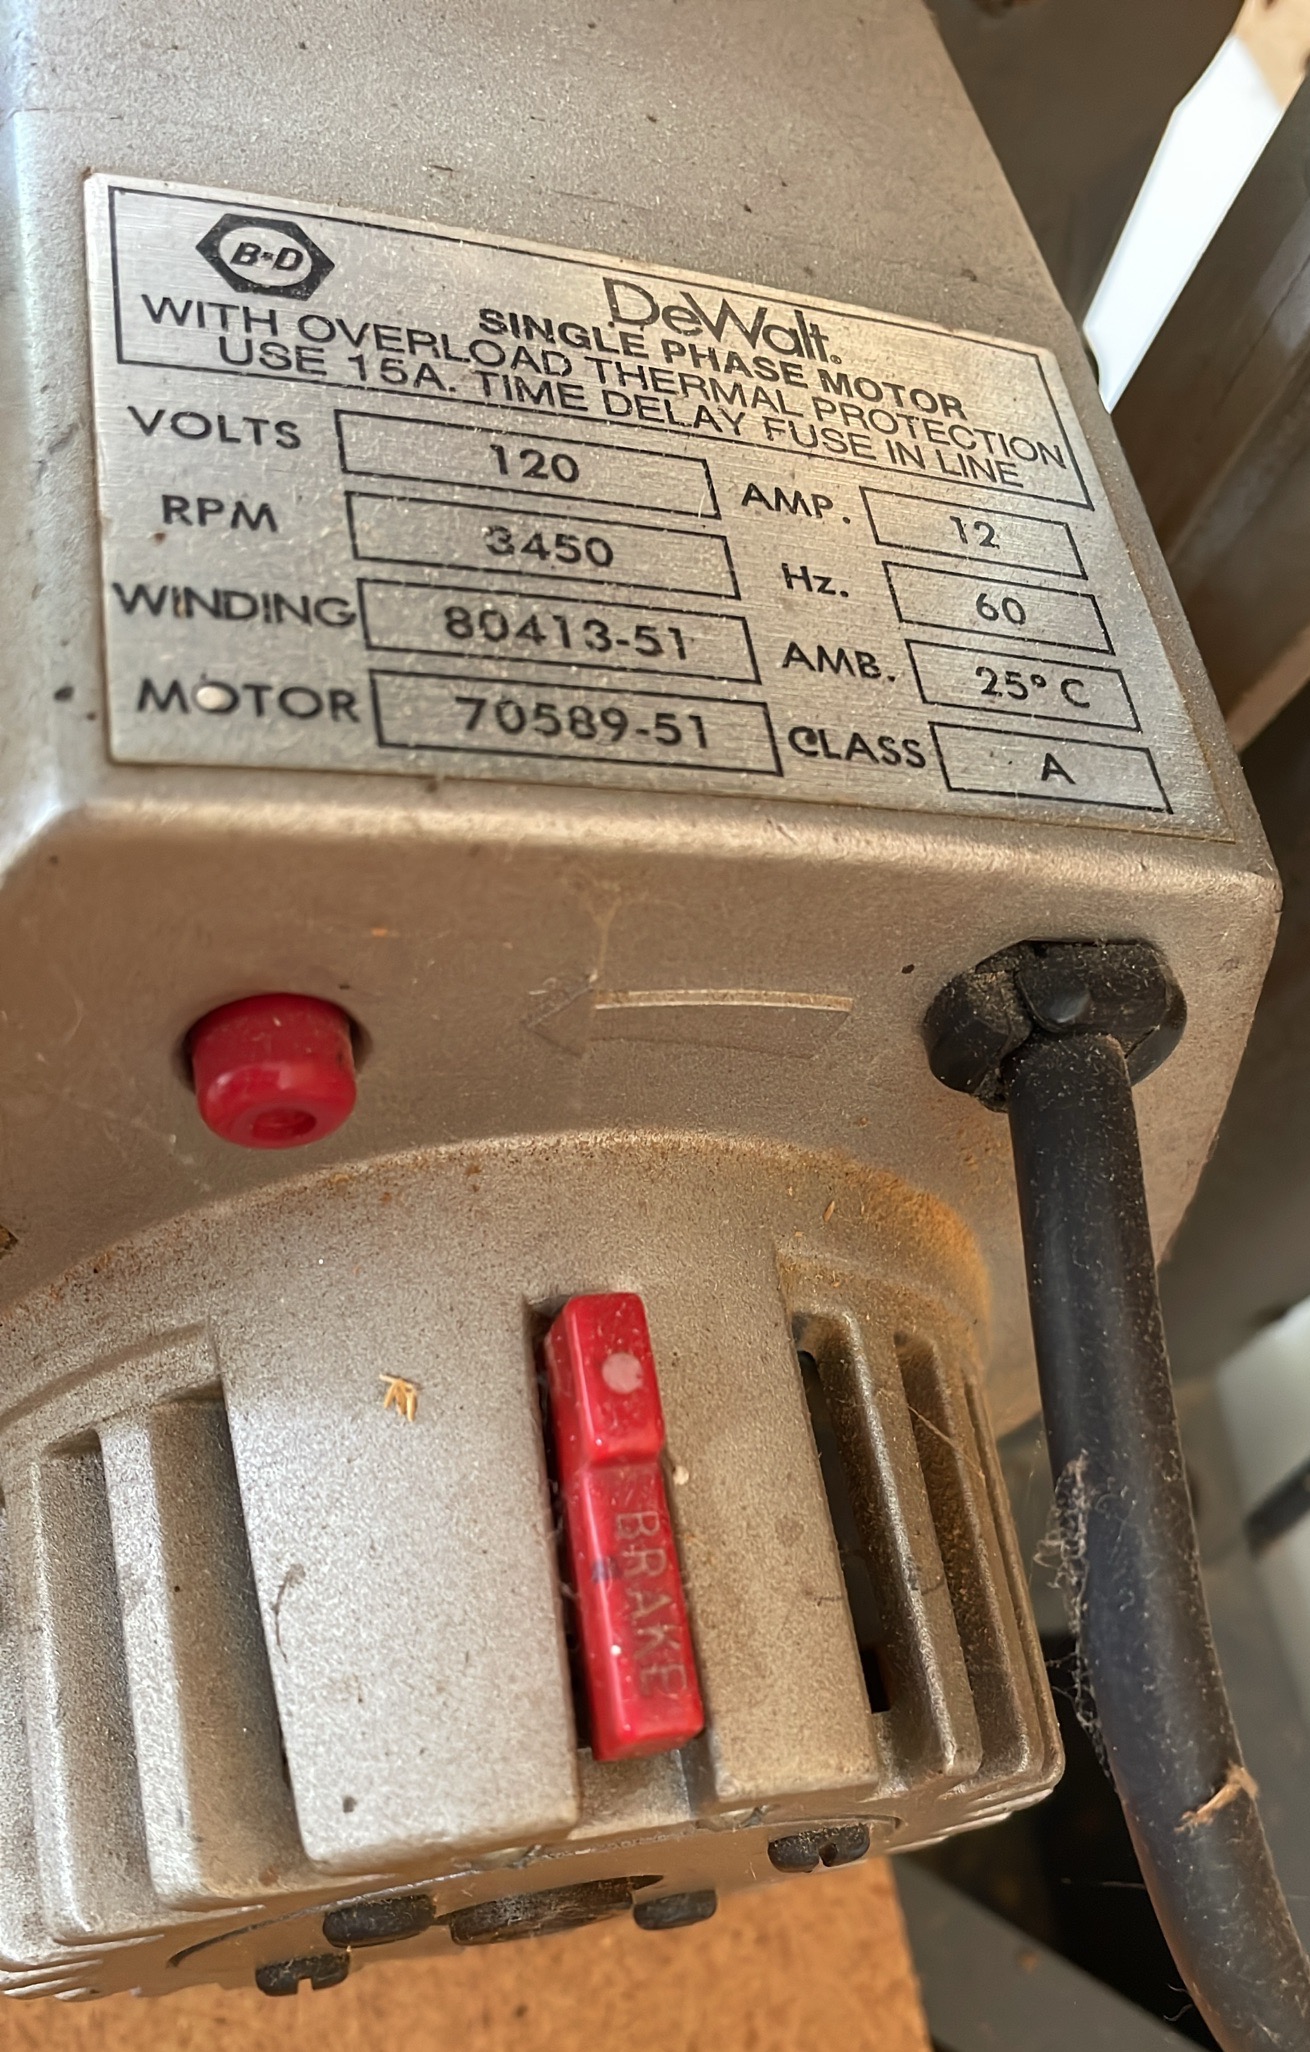 B&D
DeWalt®
SINGLE PHASE MOTOR
WITH OVERLOAD THERMAL PROTECTION
USE 15A. TIME DELAY FUSE IN LINE
VOLTS 120 AMP. 12
RPM 3450 Hz. 60
WINDING 80413-51 AMB. 25° C
MOTOR 70589-51 CLASS A
BRAKE